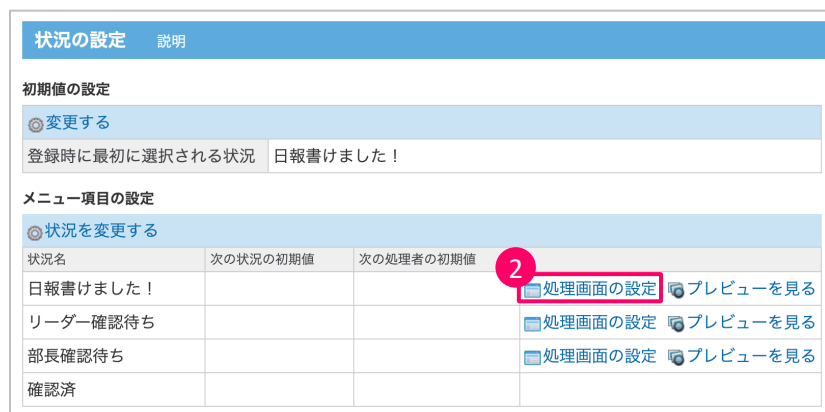 状況の設定 説明
初期値の設定
変更する
登録時に最初に選択される状況 日報書けました！
メニュー項目の設定
状況を変更する
状況名 次の状況の初期値 次の処理者の初期値
2
日報書けました！ 処理画面の設定 プレビューを見る
リーダー確認待ち 処理画面の設定 プレビューを見る
部長確認待ち 処理画面の設定 プレビューを見る
確認済